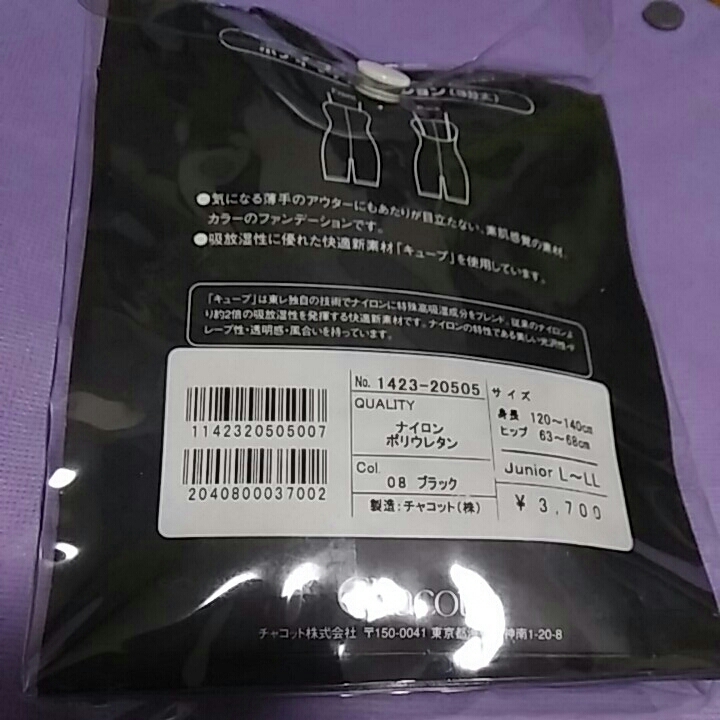 ●気になる薄手のアウターにもあたりが目立たない、素肌感覚の素材、
カラーのファンデーションです。
●吸放湿性に優れた快適新素材「キューブ」を使用しています。
「キューブ」は東レ独自の技術でナイロンに特殊高吸湿成分をブレンド。従来のナイロンよ
り約2倍の吸放湿性を発揮する快適新素材です。ナイロンの特性である美しい光沢性・ド
レープ性・透明感・風合いを持っています。
1142320505007
2040800037002
No. 1423-20505
QUALITY
ナイロン
ポリウレタン
Col.
08 ブラック
製造:チャコット(株)
サイズ
身長 120～140cm
ヒップ 63～68cm
Junior L～LL
¥ 3,700
Chacott
チャコット株式会社 〒150-0041 東京都 神南1-20-8